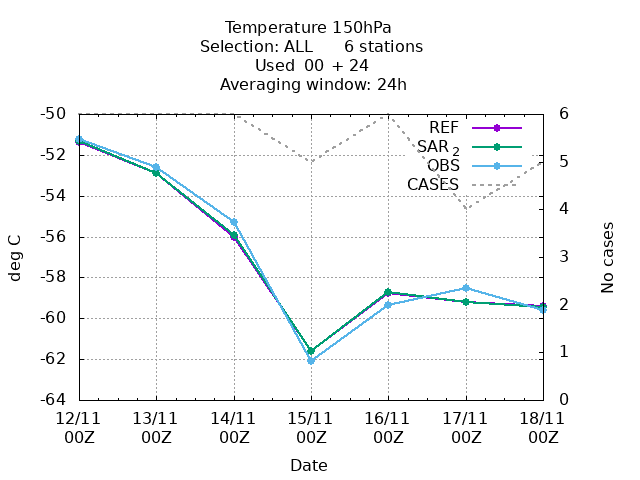 Temperature 150hPa
Selection: ALL 6 stations
Used 00 + 24
Averaging window: 24h
-50
-52
-54
-56
-58
-60
-62
-64
deg C
6
5
4
3
2
1
0
No cases
REF
SAR 2
OBS
CASES
12/11 13/11 14/11 15/11 16/11 17/11 18/11
00Z 00Z 00Z 00Z 00Z 00Z 00Z
Date